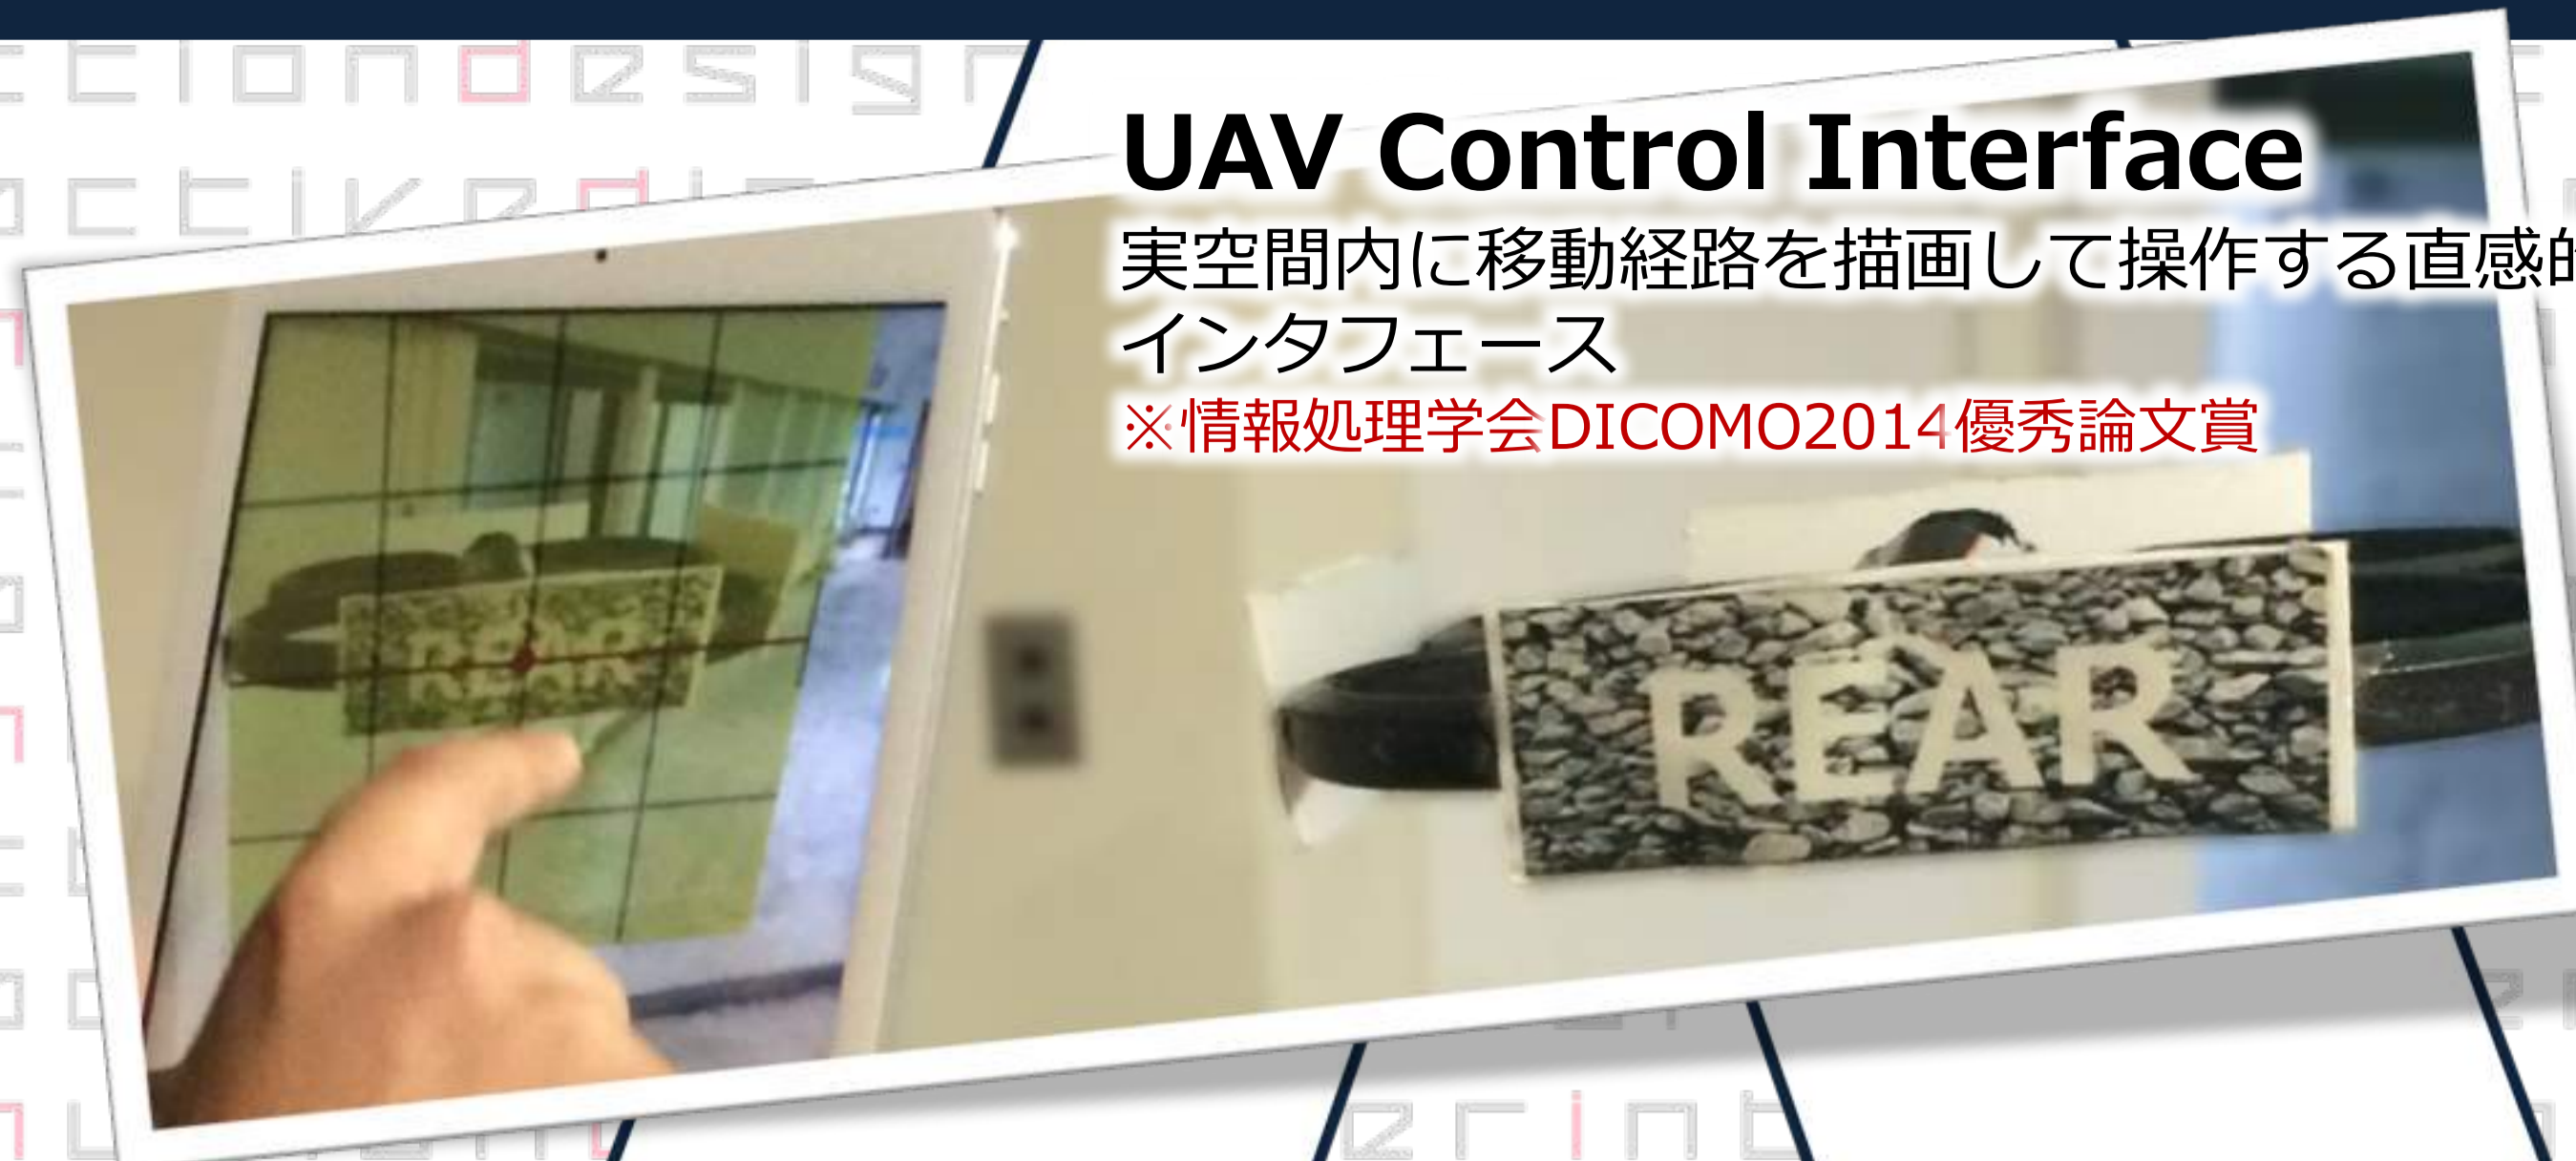 UAV Control Interface
実空間内に移動経路を描画して操作する直感的
インタフェース
※情報処理学会DICOMO2014優秀論文賞
REAR
REAR